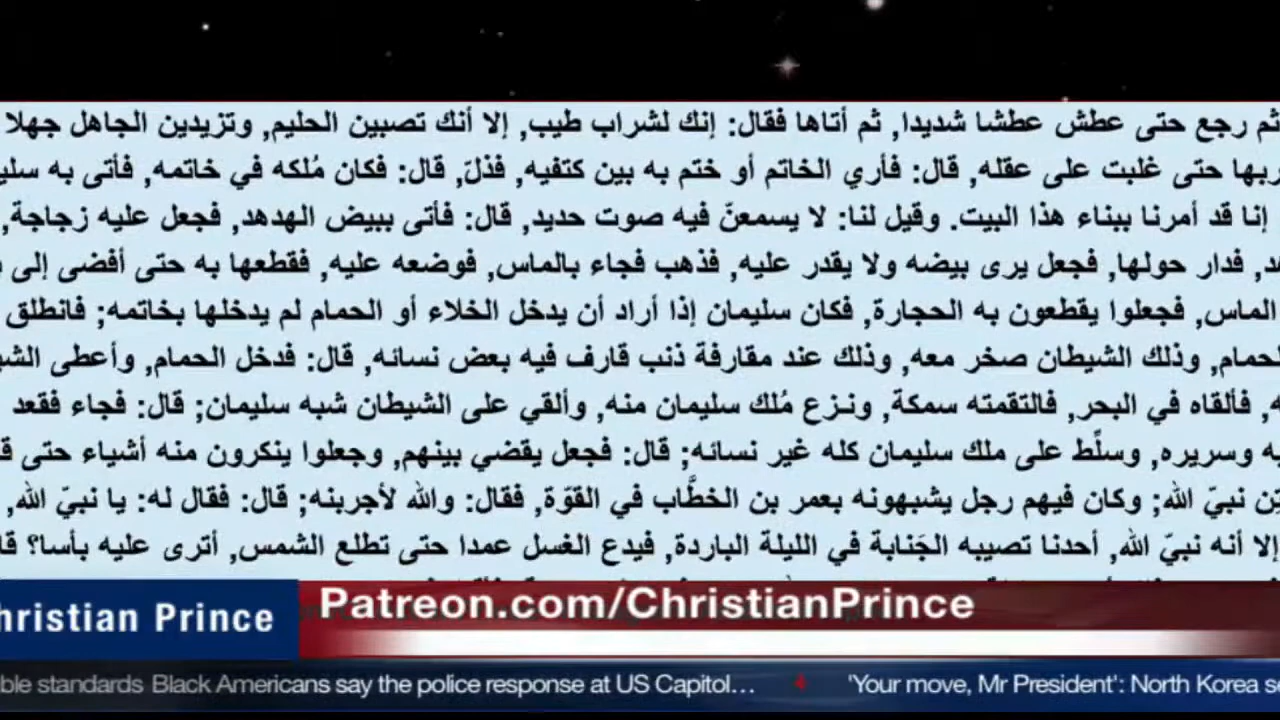 ثم رجع حتى عطش عطشا شديدا, ثم أتاها فقال: إنك لشراب طيب, إلا أنك تصبين الحليم, وتزيدين الجاهل جهلا
ربها حتى غلبت على عقله, قال: فأري الخاتم أو ختم به بين كتفيه, فذلّ, قال: فكان مُلكه في خاتمه, فأتى به
إنا قد أمرنا ببناء هذا البيت. وقيل لنا: لا يسمعنّ فيه صوت حديد, قال: فأتى ببيض الهدهد, فجعل عليه زجاجة,
فدار حولها, فجعل يرى بيضه ولا يقدر عليه, فذهب فجاء بالماس, فوضعه عليه, فقطعها به حتى أفضى إلى
الماس, فجعلوا يقطعون به الحجارة, فكان سليمان إذا أراد أن يدخل الخلاء أو الحمام لم يدخلها بخاتمه; فانطلق
لحمام, وذلك الشيطان صخر معه, وذلك عند مقارفة ذنب قارف فيه بعض نسائه, قال: فدخل الحمام, وأعطى
فألقاه في البحر, فالتقمته سمكة, ونزع مُلك سليمان منه, وألقي على الشيطان شبه سليمان; قال: فجاء فقعد
وسريره, وسلِّط على ملك سليمان كله غير نسائه; قال: فجعل يقضي بينهم, وجعلوا ينكرون منه أشياء حتى
نبيّ الله; وكان فيهم رجل يشبهونه بعمر بن الخطَّاب في القوّة, فقال: والله لأجربنه; قال: فقال له: يا نبيّ الله,
إلا أنه نبيّ الله, أحدنا تصيبه الجَنابة في الليلة الباردة, فيدع الغسل عمدا حتى تطلع الشمس, أترى عليه بأسا؟
Patreon.com/ChristianPrince
hristian Prince
ble standards Black Americans say the police response at US Capitol… 'Your move, Mr President': North Korea